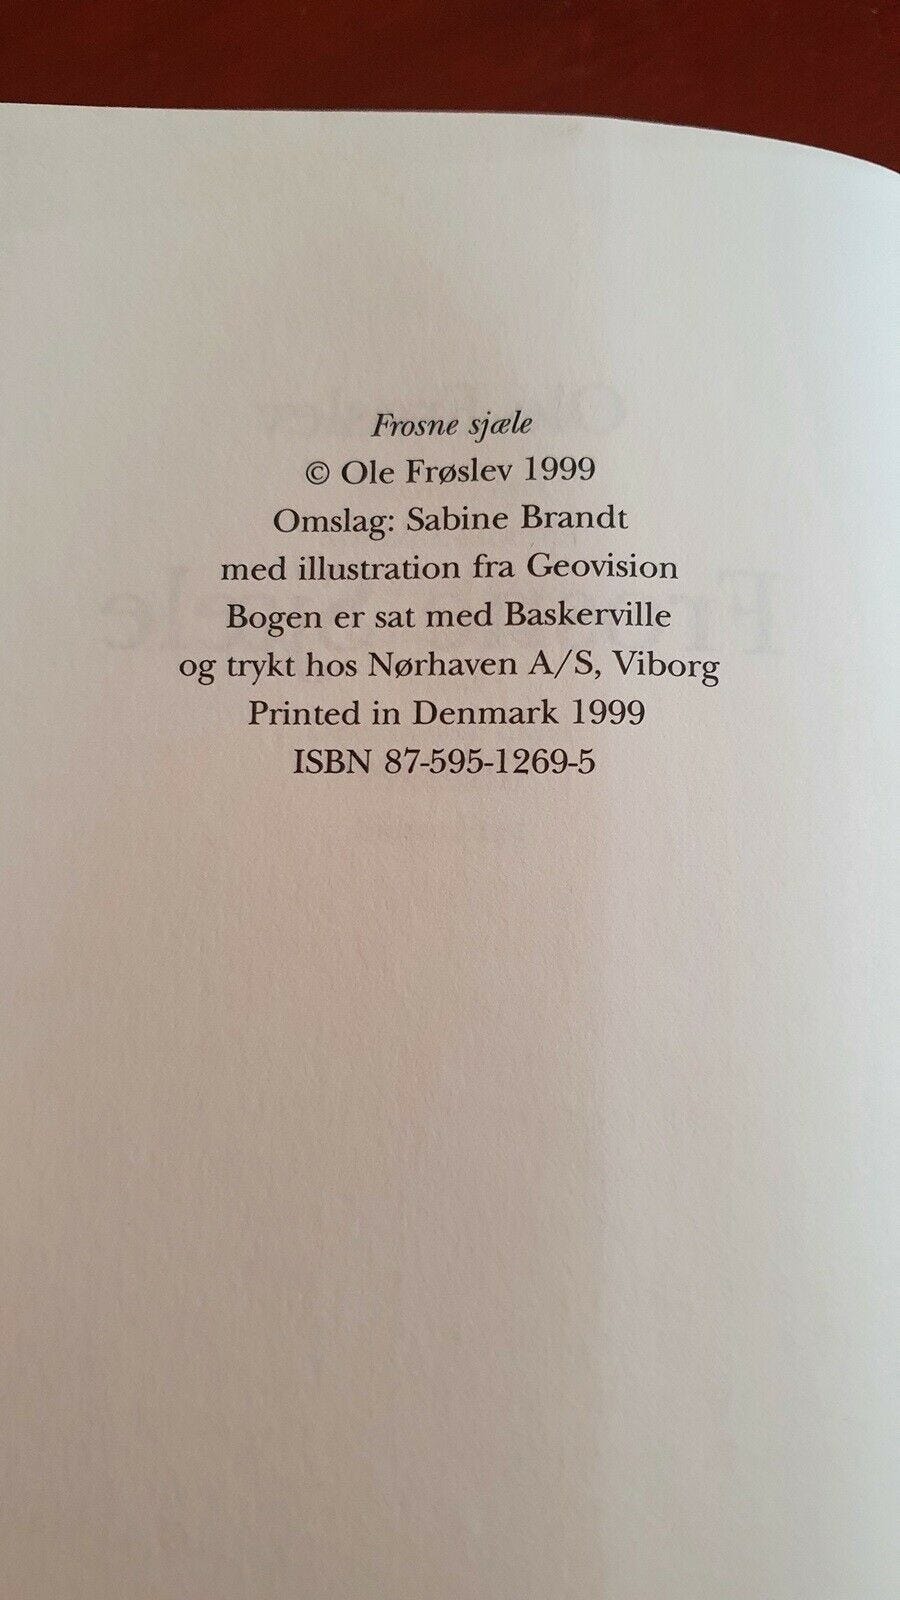 Frosne sjæle
© Ole Frøslev 1999
Omslag: Sabine Brandt
med illustration fra Geovision
Bogen er sat med Baskerville
og trykt hos Nørhaven A/S, Viborg
Printed in Denmark 1999
ISBN 87-595-1269-5